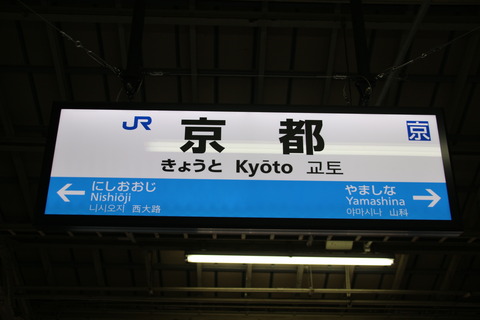 JR 京都 京
きょうと Kyōto 교토
にしおおじ
Nishiōji
니시오지 西大路
やましな
Yamashina
야마시나 山科